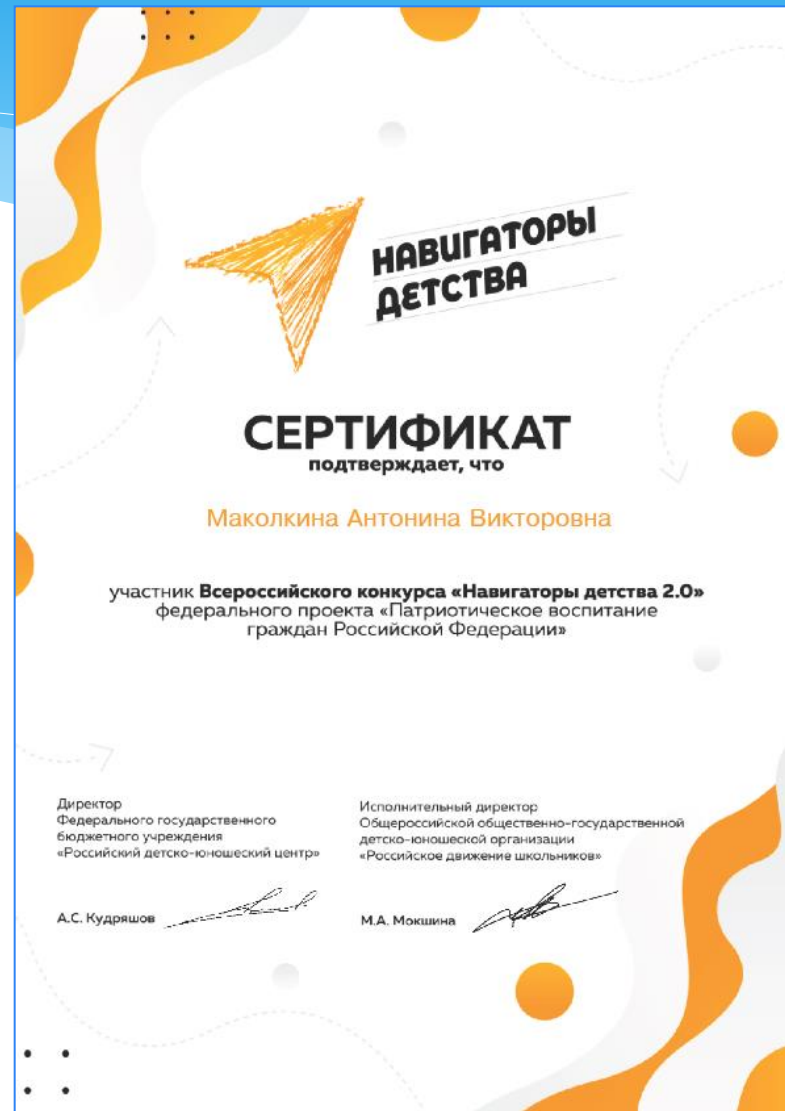 НАВИГАТОРЫ
ДЕТСТВА
СЕРТИФИКАТ
подтверждает, что
Маколкина Антонина Викторовна
участник Всероссийского конкурса «Навигаторы детства 2.0»
федерального проекта «Патриотическое воспитание
граждан Российской Федерации»
Директор
Федерального государственного
бюджетного учреждения
«Российский детско-юношеский центр»
А.С. Кудряшов
Исполнительный директор
Общероссийской общественно-государственной
детско-юношеской организации
«Российское движение школьников»
М.А. Мокшина